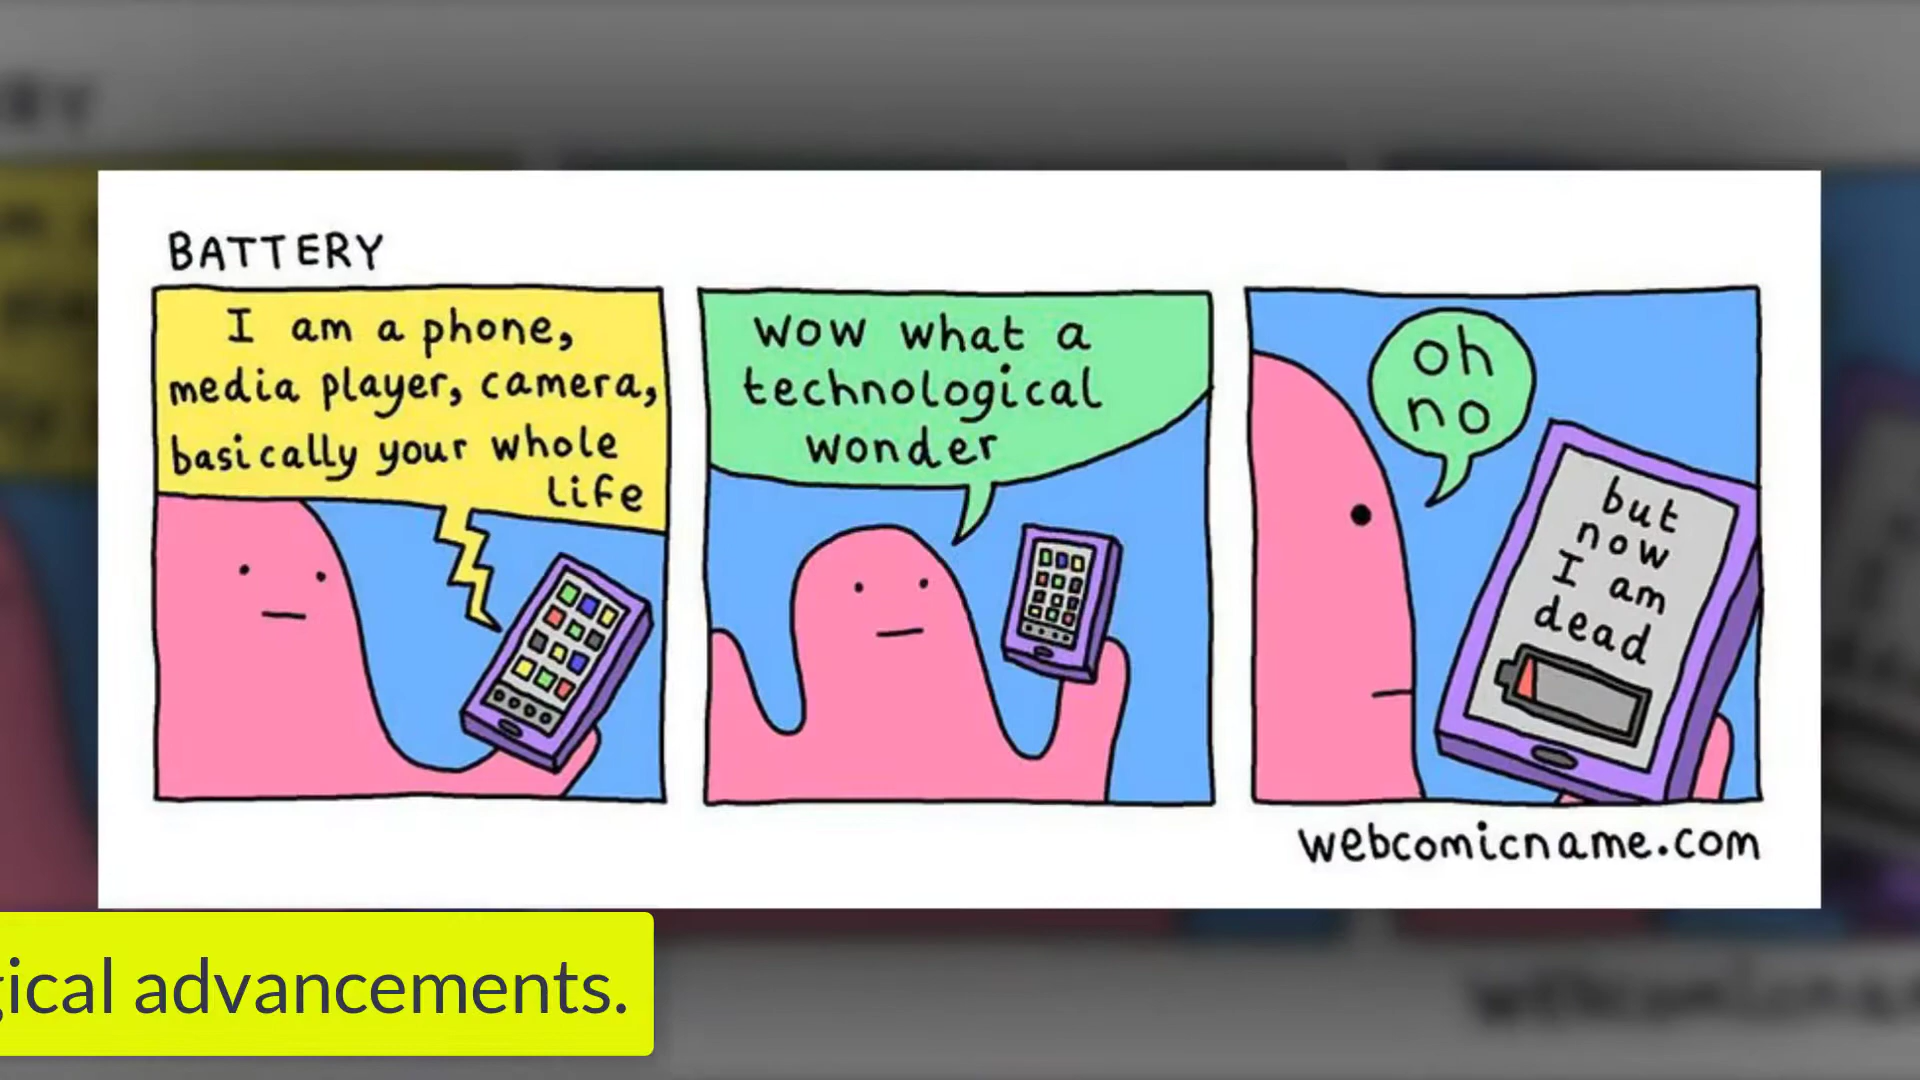 BATTERY
I am a phone,
media player, camera,
basically your whole
life
wow what a
technological
wonder
oh
no
but
now
I am
dead
webcomicname.com
advancements.